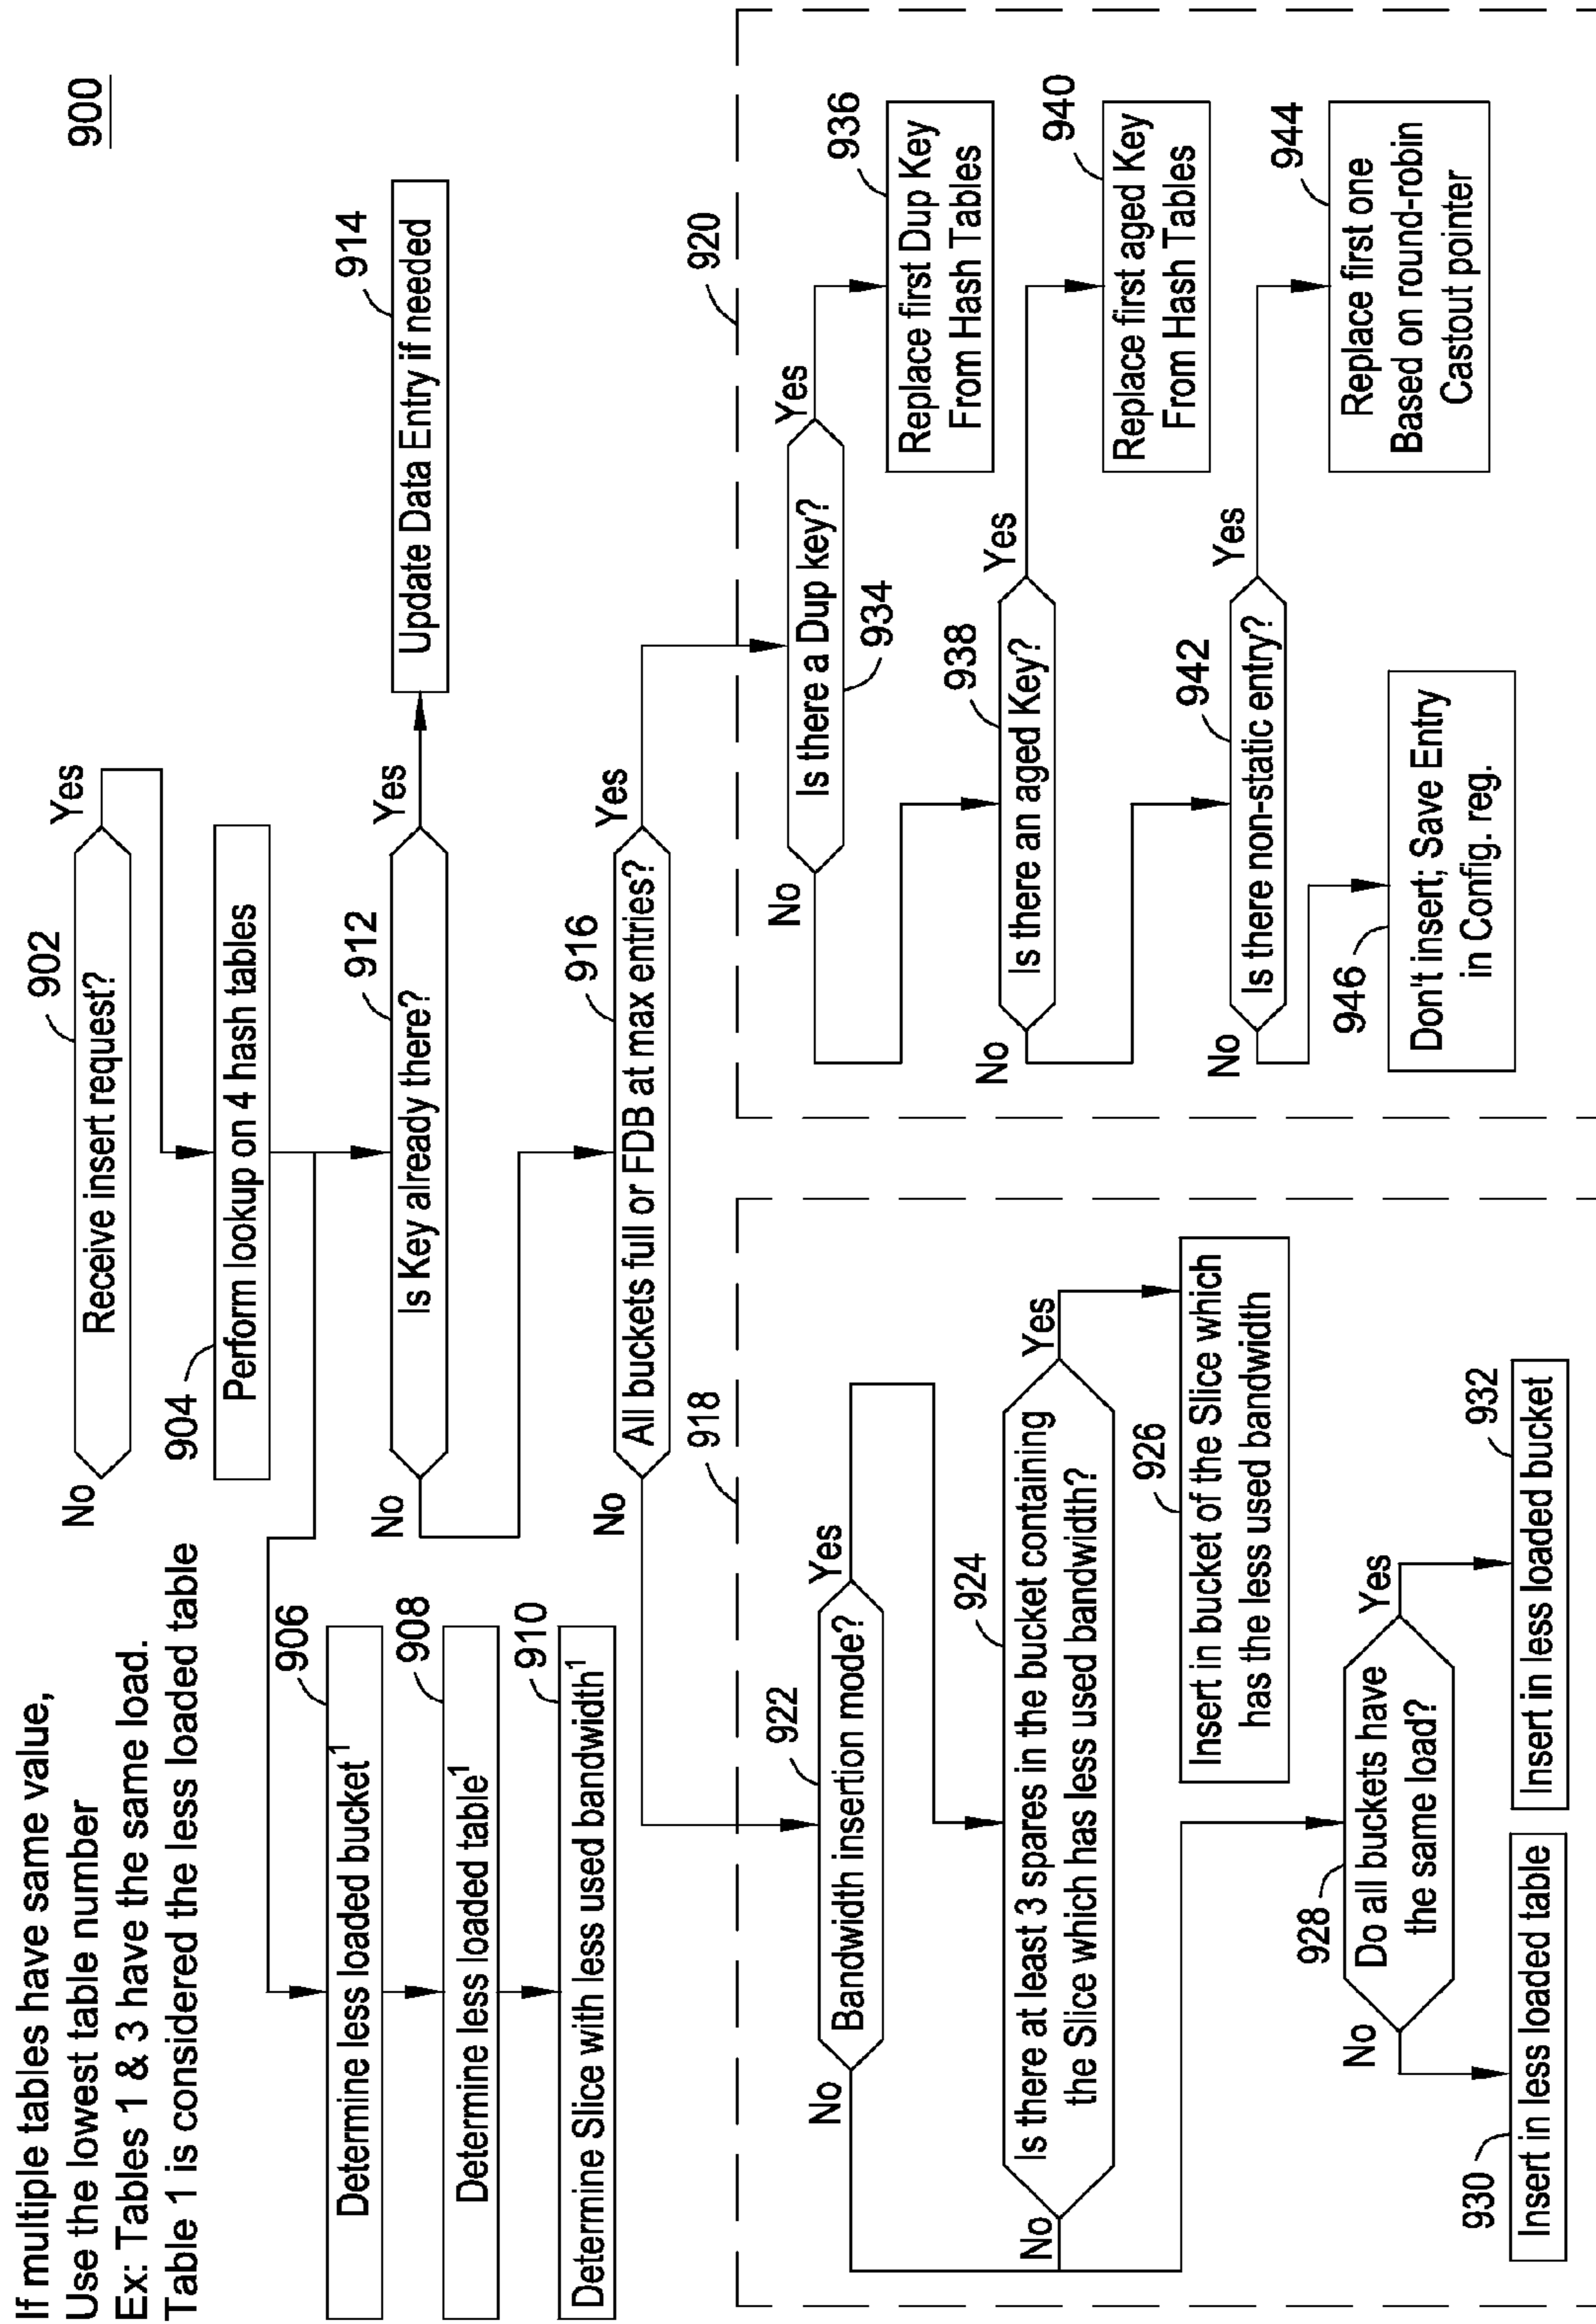 If multiple tables have same value,
Use the lowest table number
Ex: Tables 1 & 3 have the same load.
Table 1 is considered the less loaded table
900
No
Receive insert request?
902
Yes
904
Perform lookup on 4 hash tables
906
Determine less loaded bucket1
908
Determine less loaded table1
910
Determine Slice with less used bandwidth1
No
Is Key already there?
912
Yes
Update Data Entry if needed
914
No
All buckets full or FDB at max entries?
916
Yes
918
No
Bandwidth insertion mode?
922
Yes
No
Is there at least 3 spares in the bucket containing
the Slice which has less used bandwidth?
924
Yes
926
Insert in bucket of the Slice which
has the less used bandwidth
No
928
Do all buckets have
the same load?
Yes
930
Insert in less loaded table
932
Insert in less loaded bucket
920
No
Is there a Dup key?
934
Yes
936
Replace first Dup Key
From Hash Tables
No
Is there an aged Key?
938
Yes
940
Replace first aged Key
From Hash Tables
No
Is there non-static entry?
942
Yes
944
Replace first one
Based on round-robin
Castout pointer
946
Don't insert; Save Entry
in Config. reg.